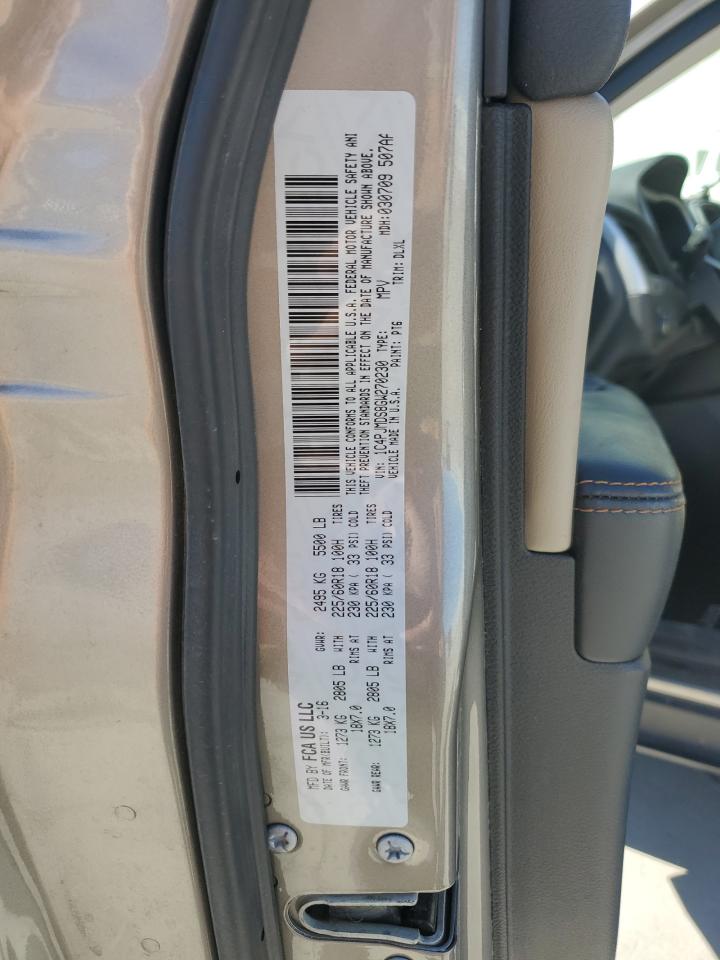 MFD BY FCA US LLC
DATE OF MFR(BUILT): 3-16 GVWR: 2495 KG 5500 LB
GAWR FRONT: 1273 KG 2805 LB WITH 225/60R18 100H TIRES
18X7.0 RIMS AT 230 KPA ( 33 PSI) COLD
GAWR REAR: 1273 KG 2805 LB WITH 225/60R18 100H TIRES
18X7.0 RIMS AT 230 KPA ( 33 PSI) COLD
THIS VEHICLE CONFORMS TO ALL APPLICABLE U.S.A. FEDERAL MOTOR VEHICLE SAFETY AND
THEFT PREVENTION STANDARDS IN EFFECT ON THE DATE OF MANUFACTURE SHOWN ABOVE.
VIN: 1C4PJMDS8GW270230 TYPE: MPV MDH:030709 507AF
VEHICLE MADE IN U.S.A. PAINT: PTG TRIM: DLXL